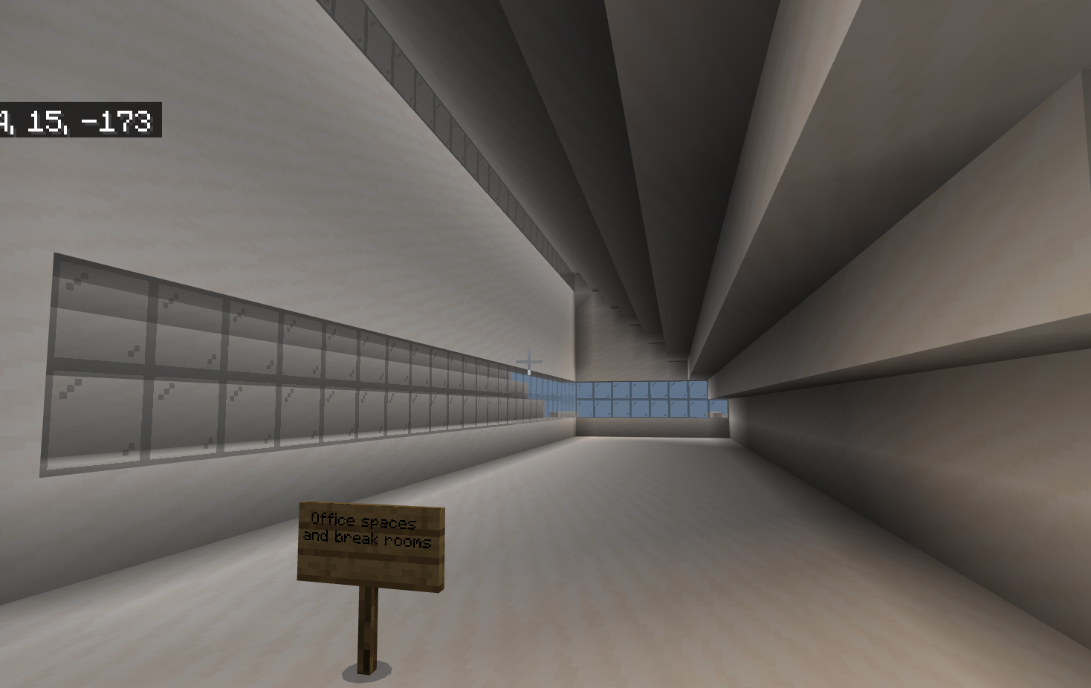 4, 15, -173
Office spaces
and break rooms